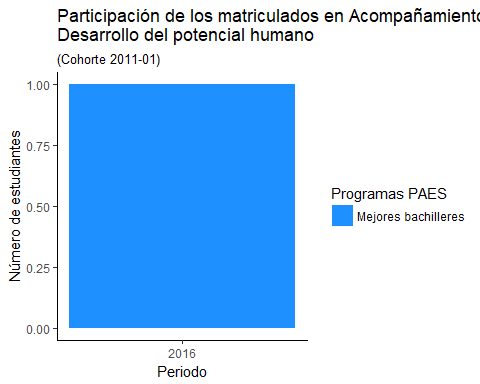 Participación de los matriculados en Acompañamiento
Desarrollo del potencial humano
(Cohorte 2011-01)
1.00
0.75
0.50
0.25
0.00
Número de estudiantes
2016
Periodo
Programas PAES
Mejores bachilleres